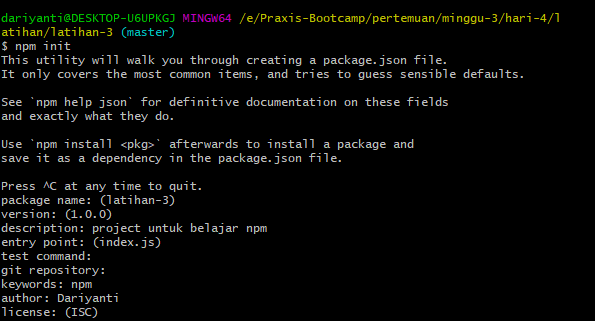 dariyanti@DESKTOP-U6UPKGJ MINGW64 /e/Praxis-Bootcamp/pertemuan/minggu-3/hari-4/l
atihan/latihan-3 (master)
$ npm init
This utility will walk you through creating a package.json file.
It only covers the most common items, and tries to guess sensible defaults.
See `npm help json` for definitive documentation on these fields
and exactly what they do.
Use `npm install <pkg>` afterwards to install a package and
save it as a dependency in the package.json file.
Press ^C at any time to quit.
package name: (latihan-3)
version: (1.0.0)
description: project untuk belajar npm
entry point: (index.js)
test command:
git repository:
keywords: npm
author: Dariyanti
license: (ISC)